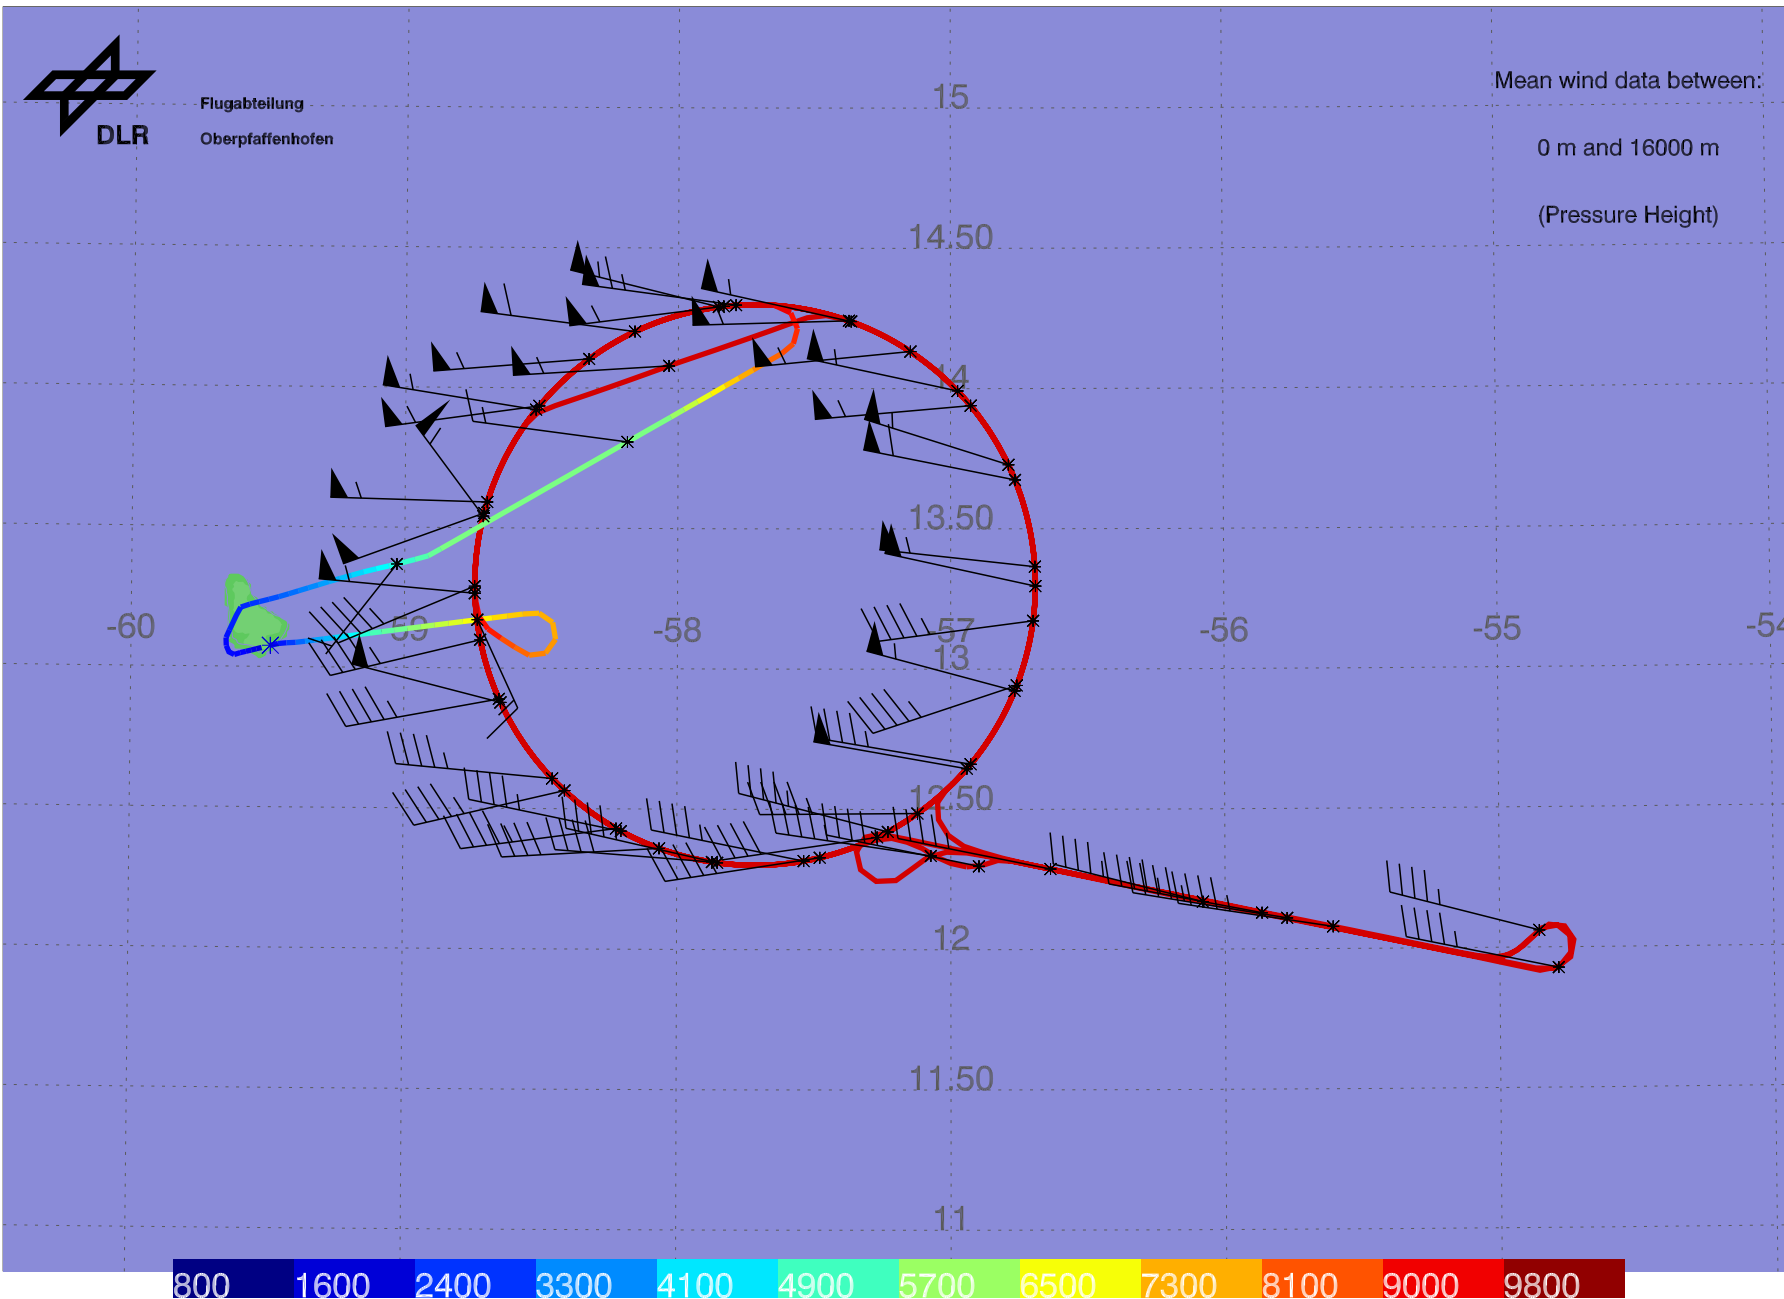 Mean wind data between:
DLR
Flugabteilung
Oberpfaffenhofen
0 m and 16000 m
(Pressure Height)
15
14.50
14
13.50
-60
-59
-58
-57
-56
-55
-54
13
12.50
12
11.50
11
800 1600 2400 3300 4100 4900 5700 6500 7300 8100 9000 9800